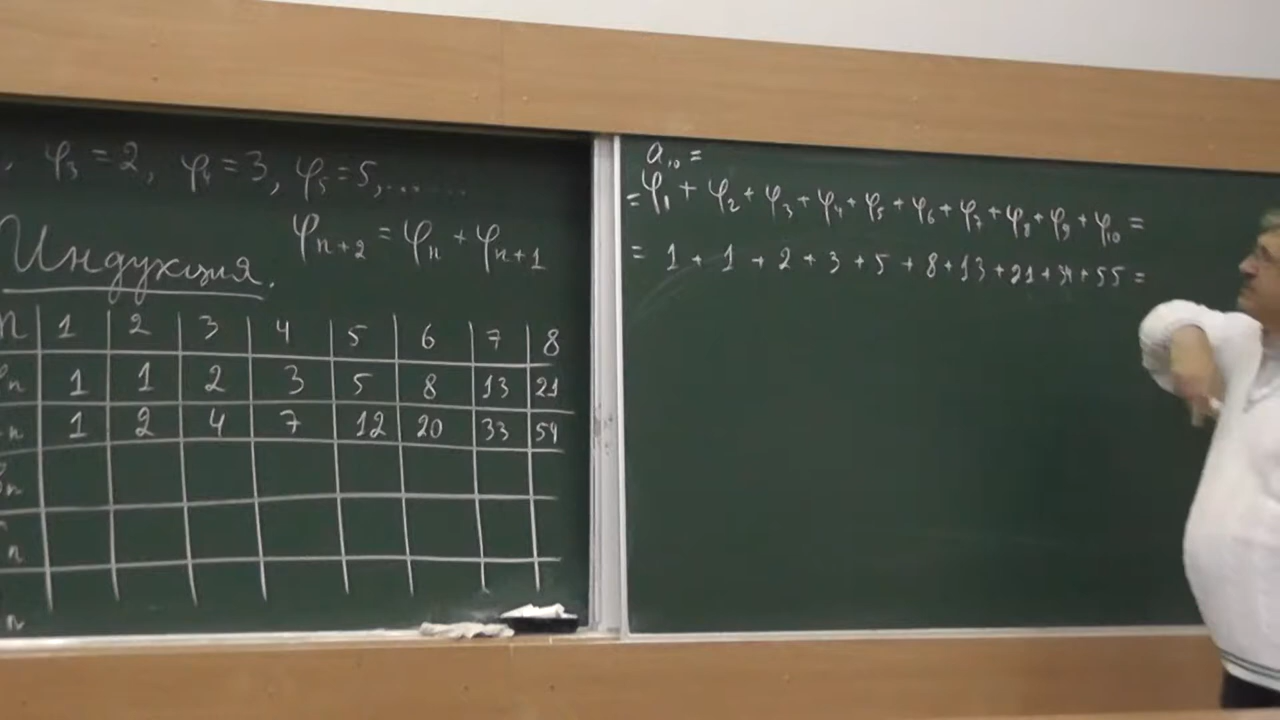 , φ₃ = 2, φ₄ = 3, φ₅ = 5, .......
φₙ₊₂ = φₙ + φₙ₊₁
Индукция.
n 1 2 3 4 5 6 7 8
n 1 1 2 3 5 8 13 21
n 1 2 4 7 12 20 33 54
n
n
n
a₁₀ =
= φ₁ + φ₂ + φ₃ + φ₄ + φ₅ + φ₆ + φ₇ + φ₈ + φ₉ + φ₁₀ =
= 1 + 1 + 2 + 3 + 5 + 8 + 13 + 21 + 34 + 55 =